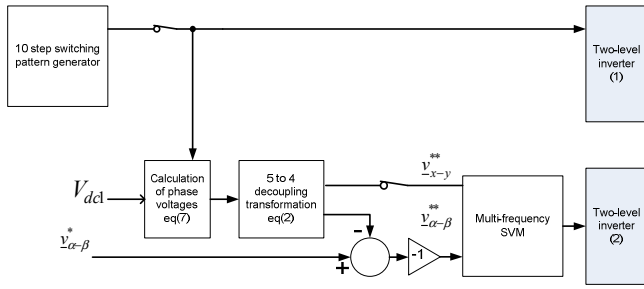 10 step switching
pattern generator
Two-level
inverter
(1)
V_{dc1}
Calculation
of phase
voltages
eq(7)
5 to 4
decoupling
transformation
eq(2)
v^{**}_{x-y}
v^{**}_{α-β}
Multi-frequency
SVM
Two-level
inverter
(2)
v^{*}_{α-β}
-
+
-1